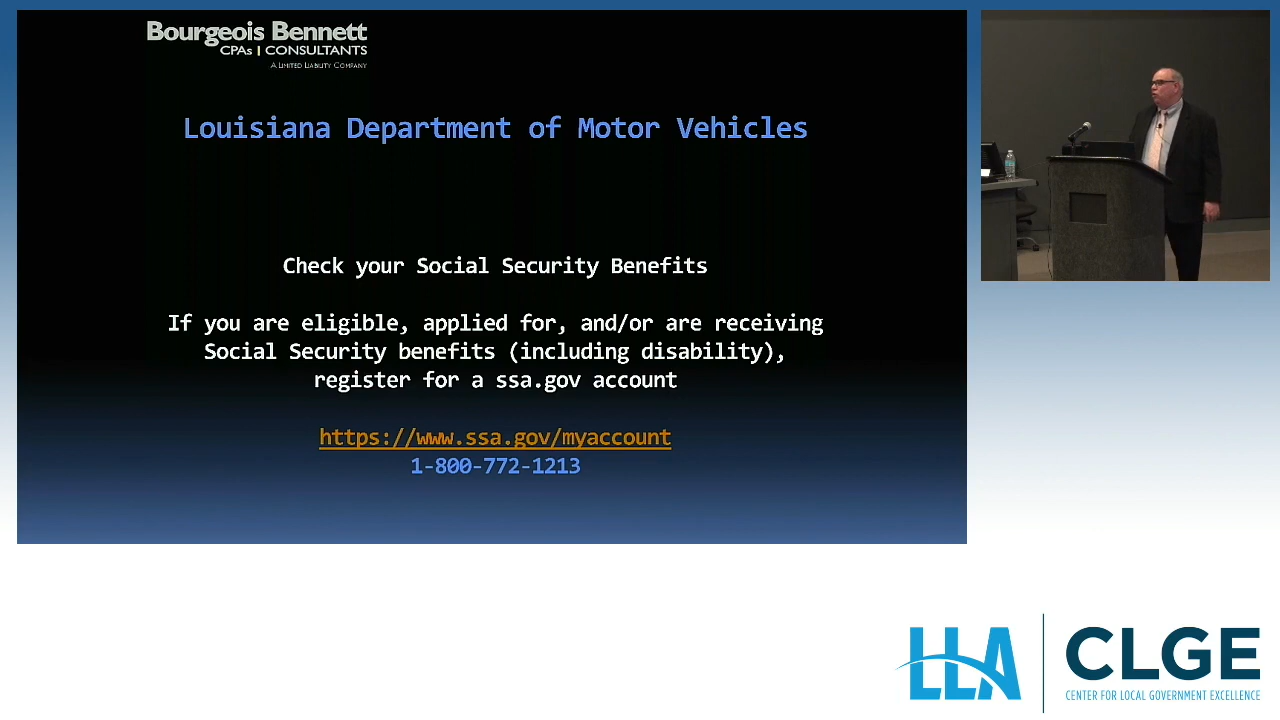 Bourgeois Bennett
CPAs | CONSULTANTS
A LIMITED LIABILITY COMPANY
Louisiana Department of Motor Vehicles
Check your Social Security Benefits
If you are eligible, applied for, and/or are receiving
Social Security benefits (including disability),
register for a ssa.gov account
https://www.ssa.gov/myaccount
1-800-772-1213
LLA
CLGE
CENTER FOR LOCAL GOVERNMENT EXCELLENCE